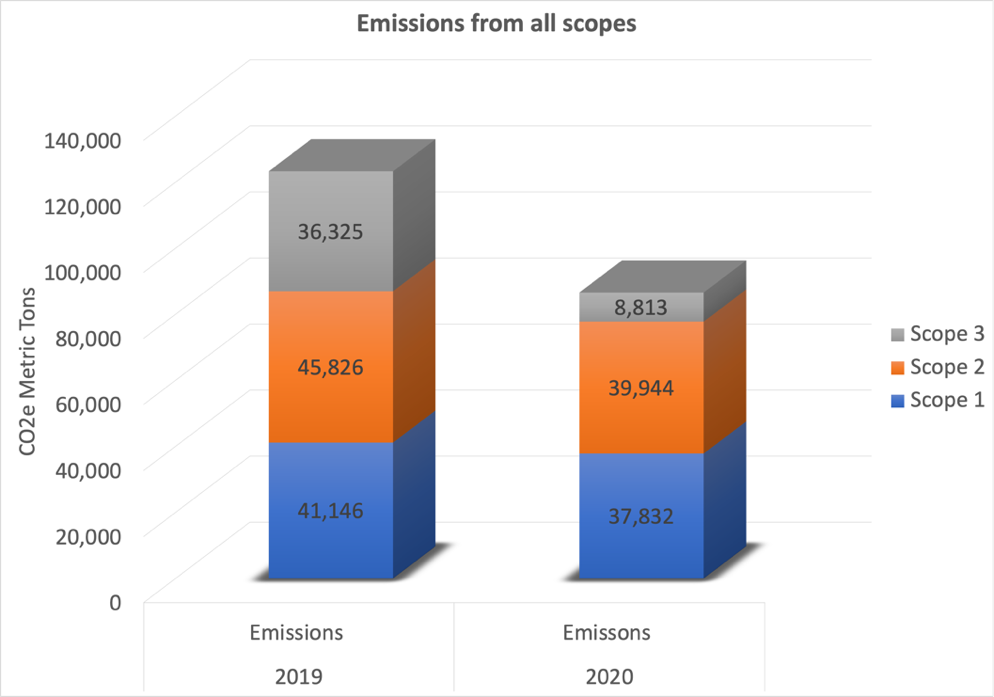 Emissions from all scopes
CO2e Metric Tons
140,000
120,000
100,000
80,000
60,000
40,000
20,000
0
36,325
45,826
41,146
8,813
39,944
37,832
Scope 3
Scope 2
Scope 1
Emissions
Emissons
2019
2020